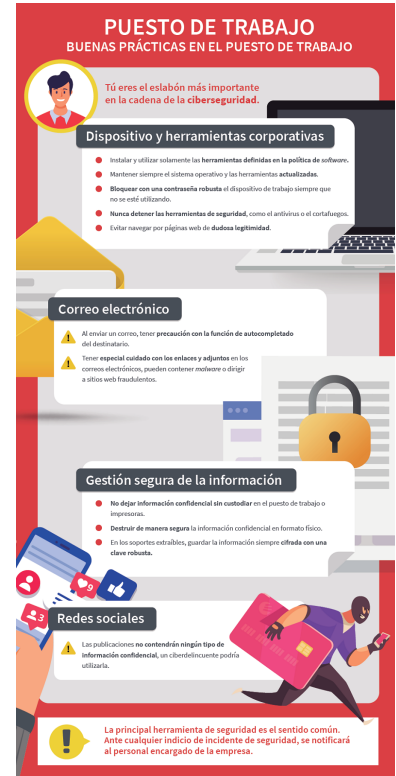 PUESTO DE TRABAJO
BUENAS PRÁCTICAS EN EL PUESTO DE TRABAJO
Tú eres el eslabón más importante
en la cadena de la ciberseguridad.
Dispositivo y herramientas corporativas
Instalar y utilizar solamente las herramientas definidas en la política de software.
Mantener siempre el sistema operativo y las herramientas actualizadas.
Bloquear con una contraseña robusta el dispositivo de trabajo siempre que
no se esté utilizando.
Nunca detener las herramientas de seguridad, como el antivirus o el cortafuegos.
Evitar navegar por páginas web de dudosa legitimidad.
Correo electrónico
Al enviar un correo, tener precaución con la función de autocompletado
del destinatario.
Tener especial cuidado con los enlaces y adjuntos en los
correos electrónicos, pueden contener malware o dirigir
a sitios web fraudulentos.
Gestión segura de la información
No dejar información confidencial sin custodiar en el puesto de trabajo o
impresoras.
Destruir de manera segura la información confidencial en formato físico.
En los soportes extraíbles, guardar la información siempre cifrada con una
clave robusta.
9
3
Redes sociales
Las publicaciones no contendrán ningún tipo de
información confidencial, un ciberdelincuente podría
utilizarla.
La principal herramienta de seguridad es el sentido común.
Ante cualquier indicio de incidente de seguridad, se notificará
al personal encargado de la empresa.